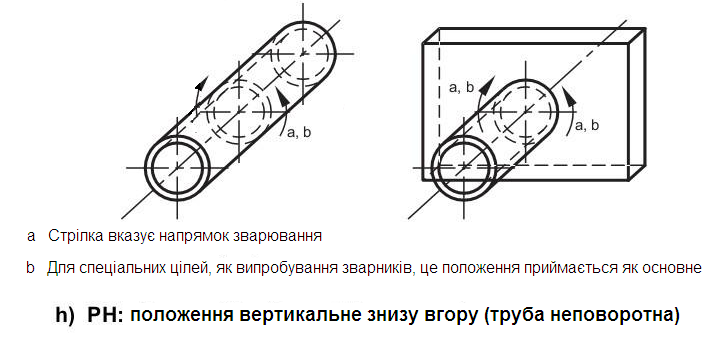 a, b
a, b
a, b
a Стрілка вказує напрямок зварювання
b Для спеціальних цілей, як випробування зварників, це положення приймається як основне
h) PH: положення вертикальне знизу вгору (труба неповоротна)